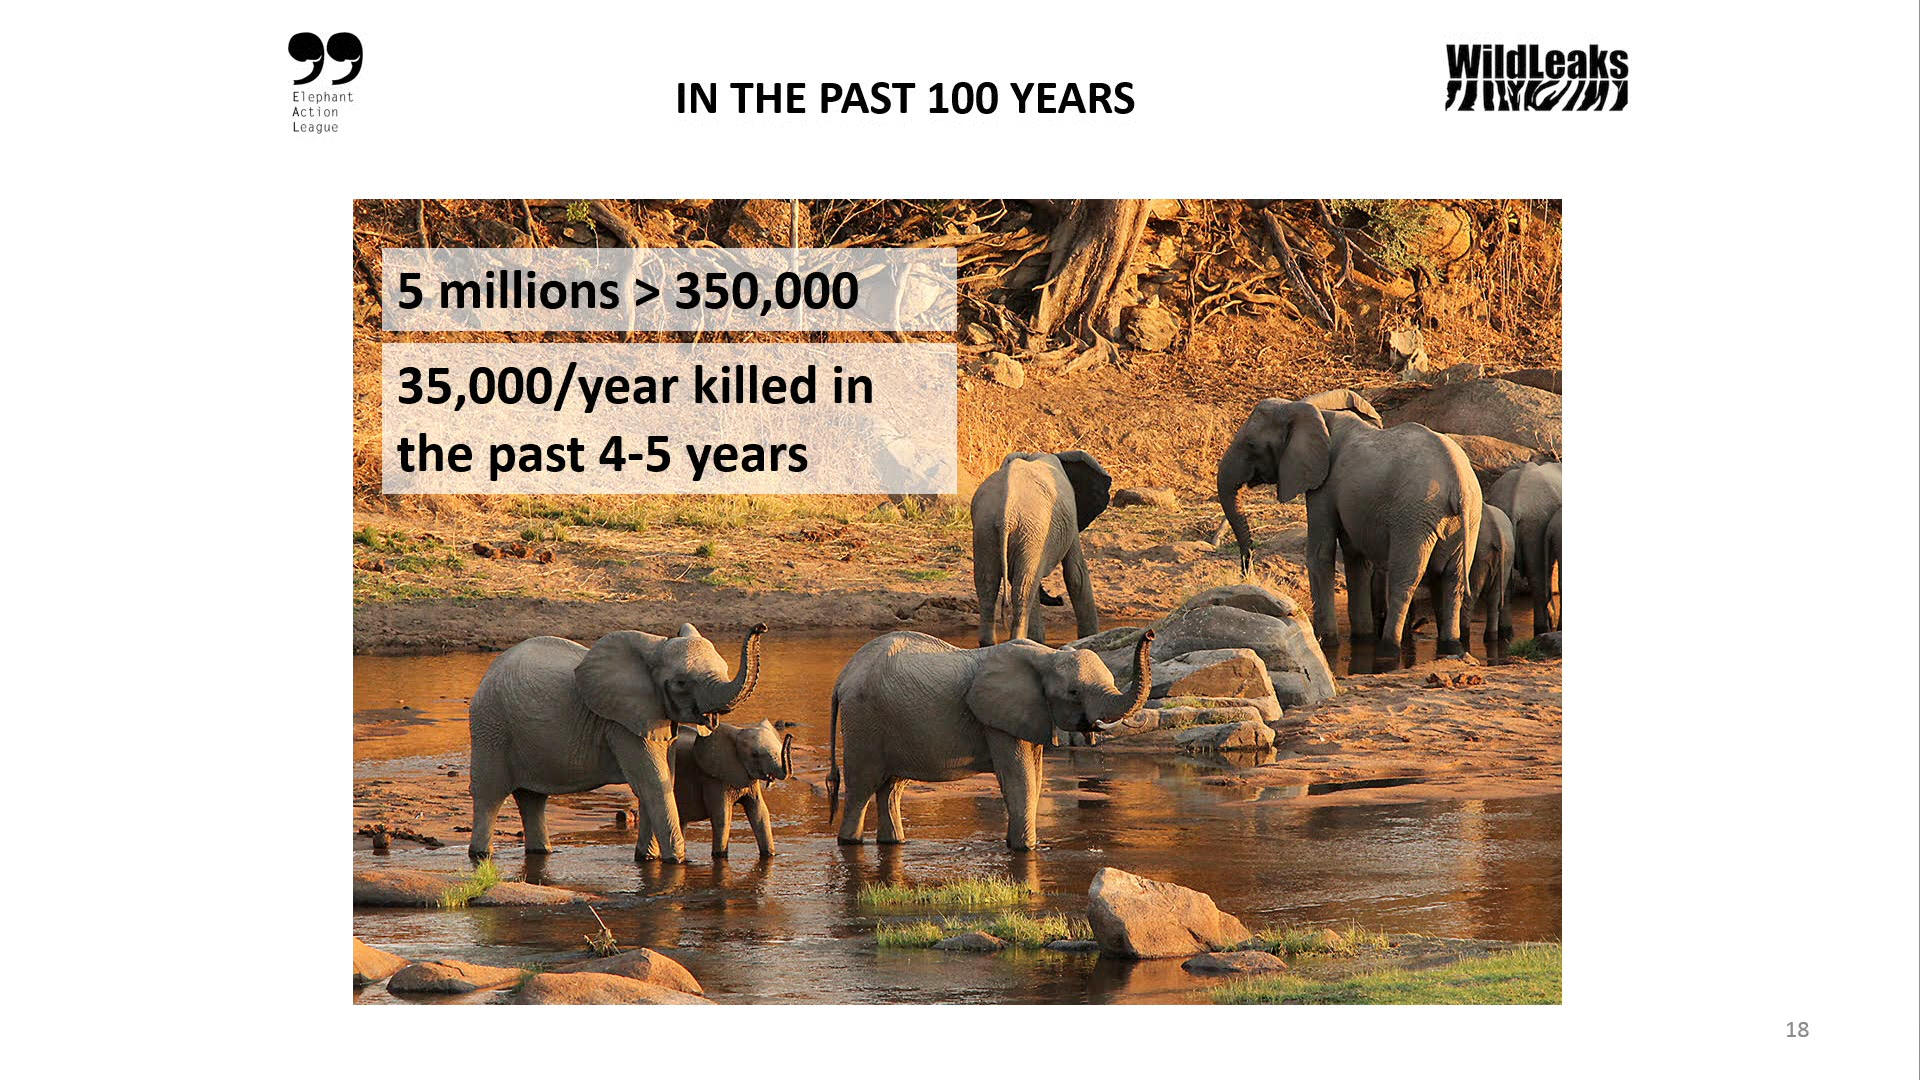 Elephant
Action
League
IN THE PAST 100 YEARS
WildLeaks
5 millions > 350,000
35,000/year killed in
the past 4-5 years
18